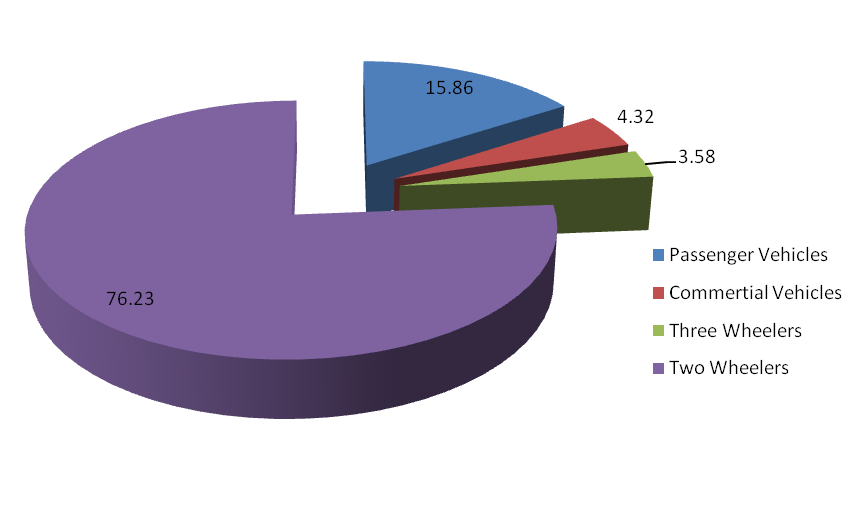 15.86
4.32
3.58
76.23
Passenger Vehicles
Commertial Vehicles
Three Wheelers
Two Wheelers